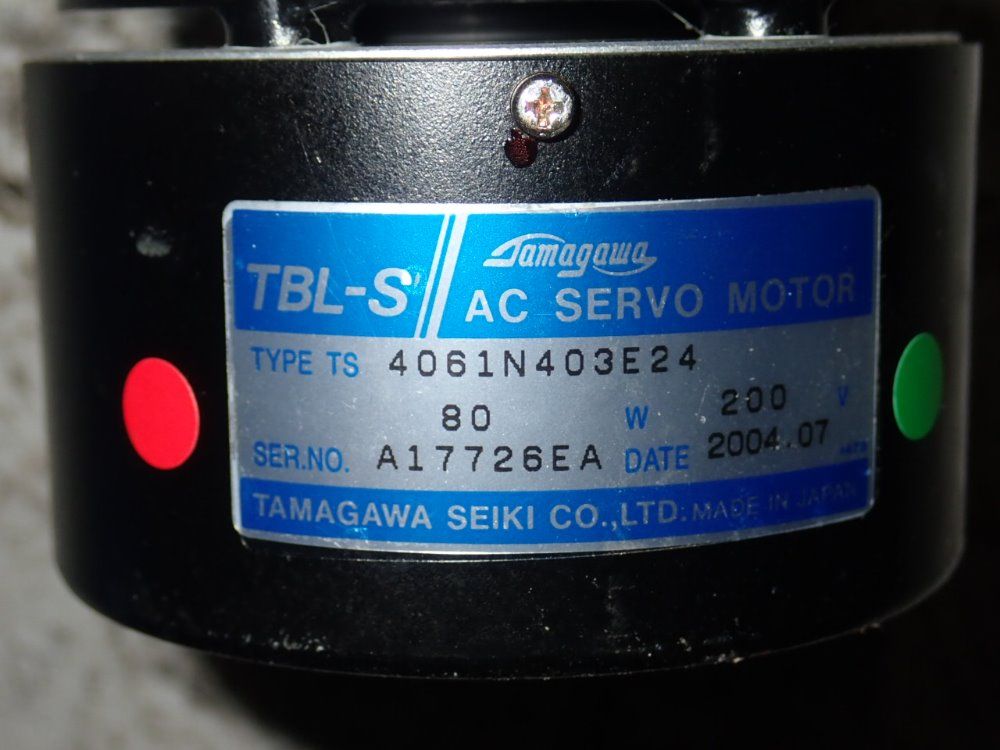 TBL-S
Tamagawa
AC SERVO MOTOR
TYPE TS 4061N403E24
80 W 200 V
SER.NO. A17726EA DATE 2004.07
TAMAGAWA SEIKI CO.,LTD. MADE IN JAPAN